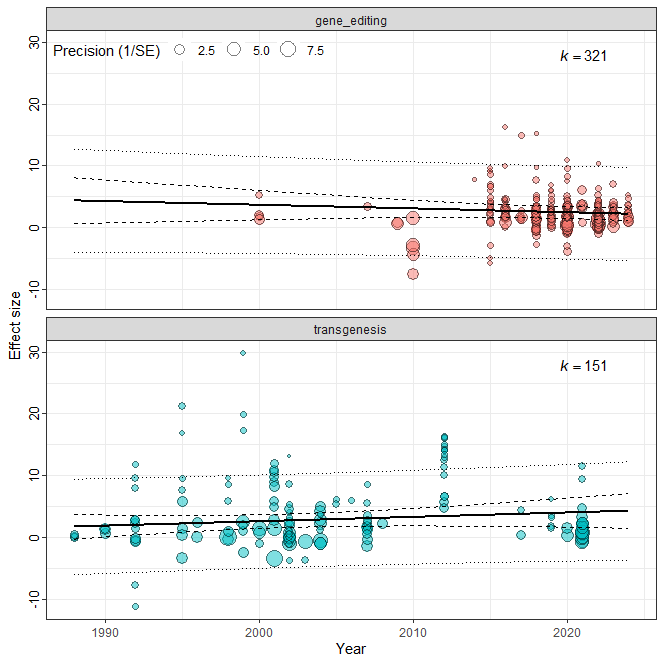 gene_editing
Precision (1/SE) 2.5 5.0 7.5
k = 321
30
20
10
0
-10
Effect size
transgenesis
k = 151
30
20
10
0
-10
1990 2000 2010 2020
Year